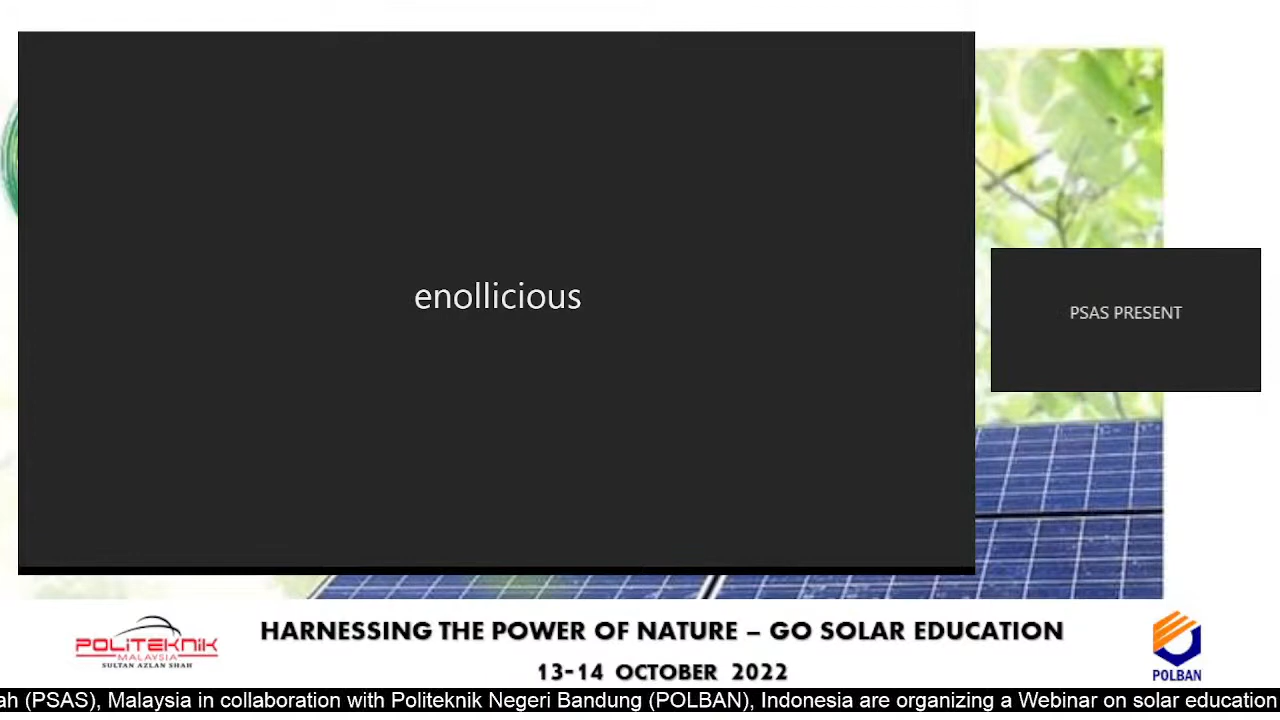 enollicious
PSAS PRESENT
POLITEKNIK
MALAYSIA
SULTAN AZLAN SHAH
HARNESSING THE POWER OF NATURE – GO SOLAR EDUCATION
13-14 OCTOBER 2022
POLBAN
ah (PSAS), Malaysia in collaboration with Politeknik Negeri Bandung (POLBAN), Indonesia are organizing a Webinar on solar education